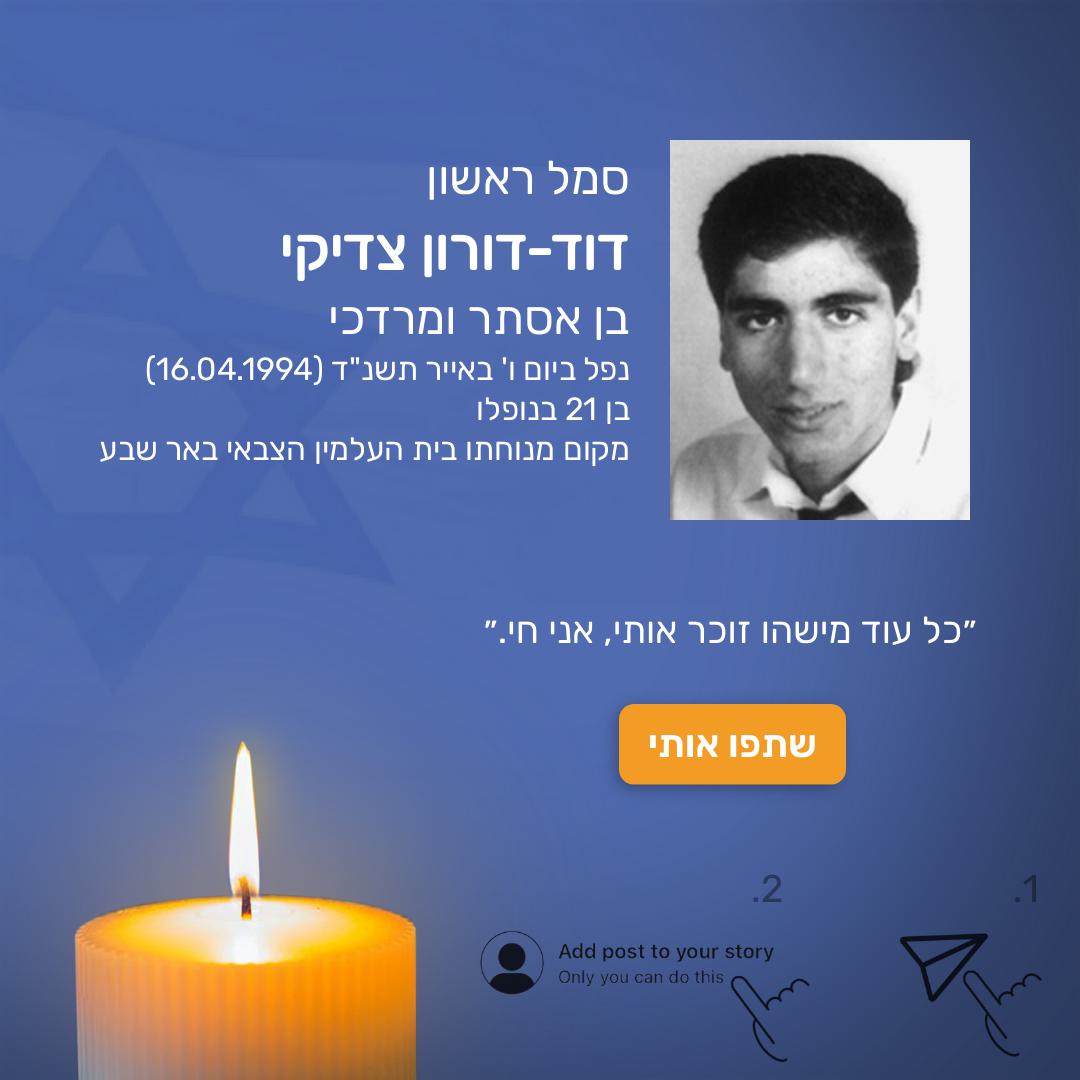 סמל ראשון
דוד-דורון צדיקי
בן אסתר ומרדכי
נפל ביום ו' באייר תשנ"ד (16.04.1994)
בן 21 בנופלו
מקום מנוחתו בית העלמין הצבאי באר שבע
״כל עוד מישהו זוכר אותי, אני חי.״
שתפו אותי
.1
.2
Add post to your story
Only you can do this